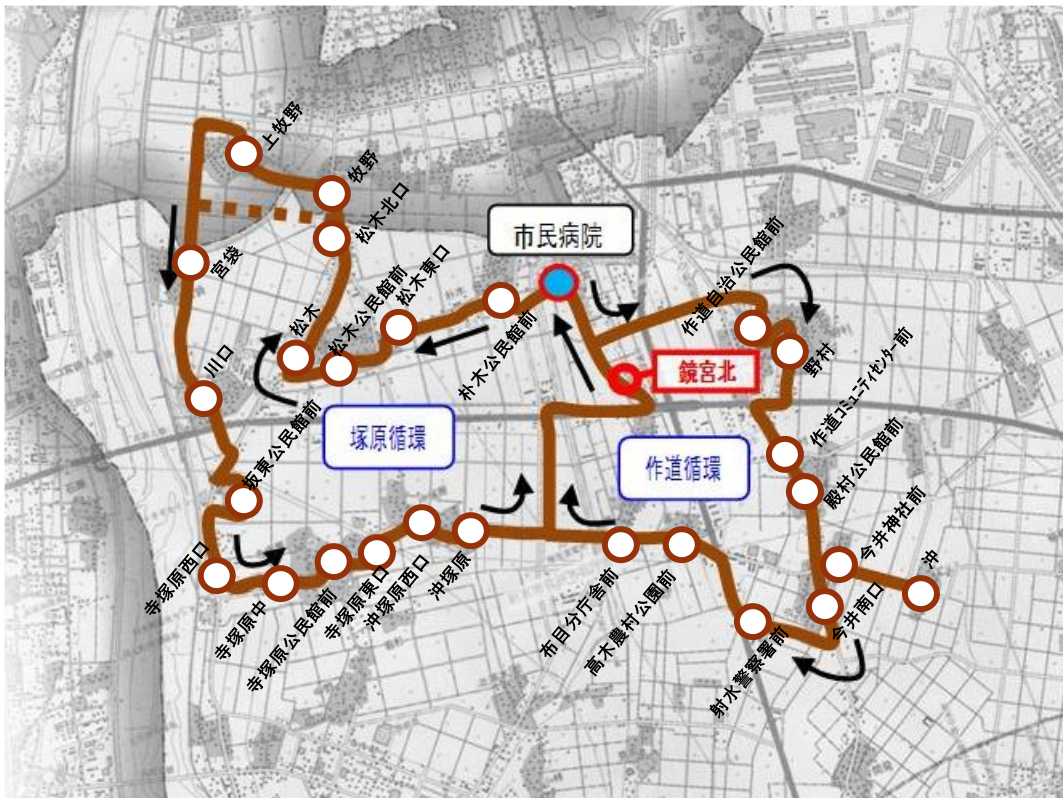 上牧野
牧野
松木北口
宮袋
市民病院
作道自治公民館前
松木東口
松木公民館前
松木
朴木公民館前
鏡宮北
野村
川口
塚原循環
作道循環
作道コミュニティセンター前
殿村公民館前
坂東公民館前
今井神社前
沖
寺塚原西口
寺塚原中
寺塚原公民館前
寺塚原東口
沖塚原西口
沖塚原
布目分庁舎前
高木農村公園前
射水警察署前
今井南口